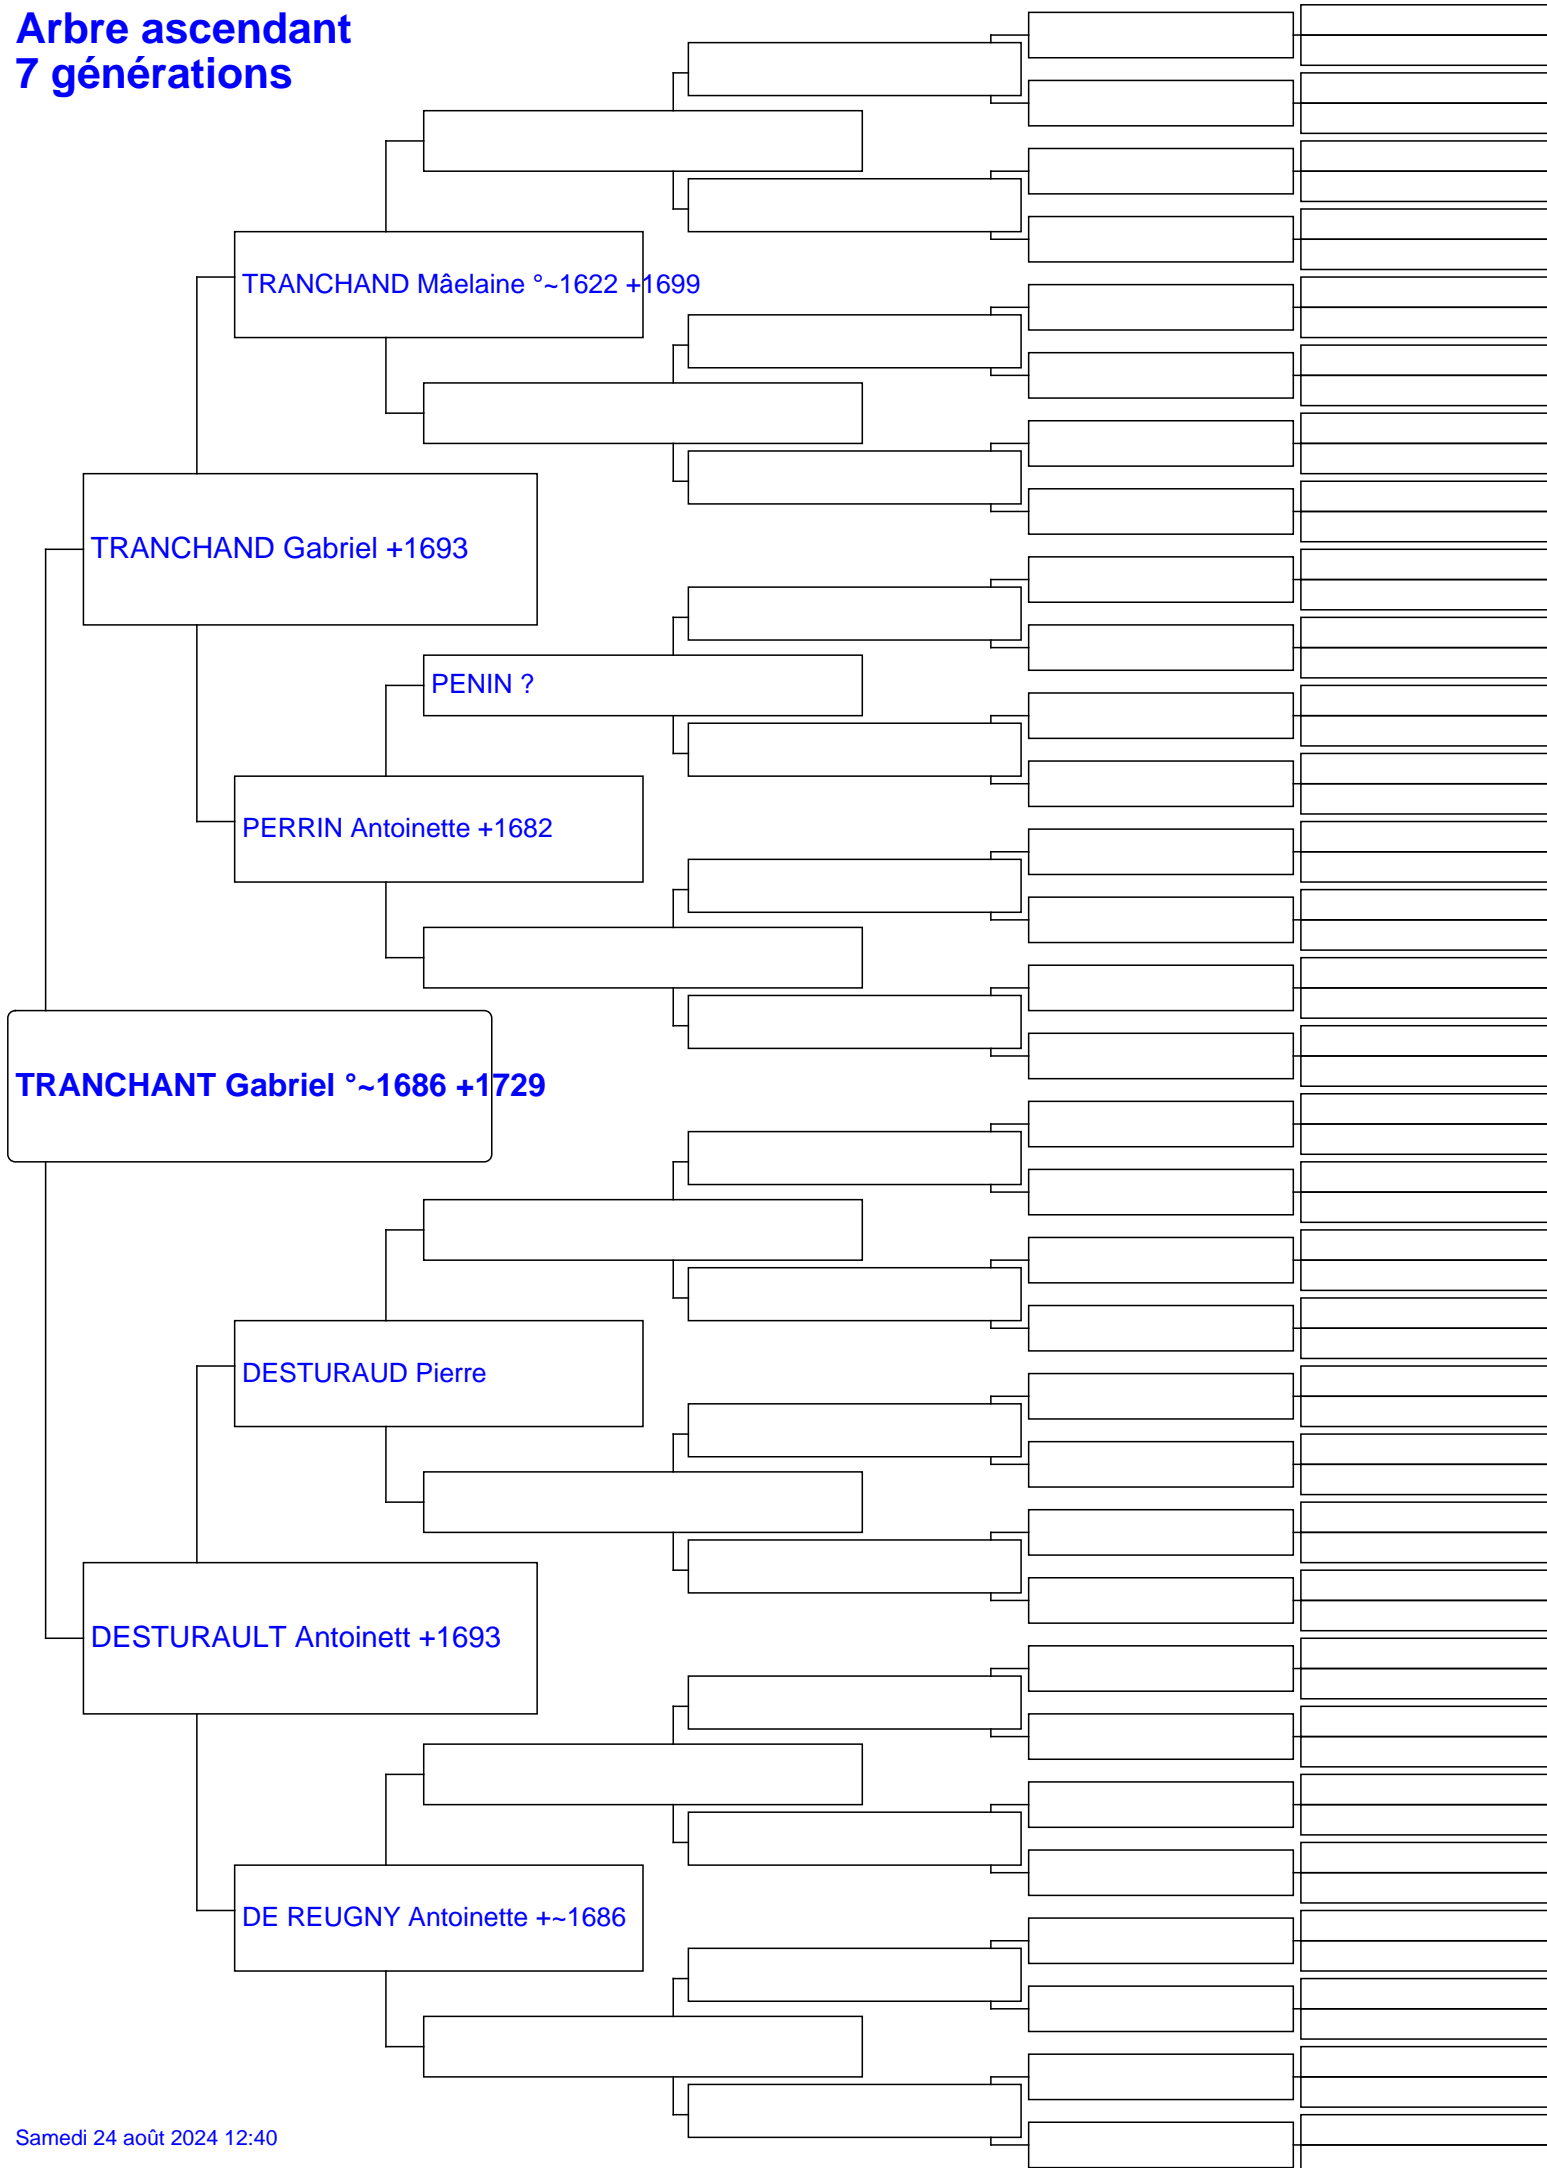 Arbre ascendant
7 générations
TRANCHAND Mâelaine °~1622 +1699
TRANCHAND Gabriel +1693
PENIN ?
PERRIN Antoinette +1682
TRANCHANT Gabriel °~1686 +1729
DESTURAUD Pierre
DESTURAULT Antoinett +1693
DE REUGNY Antoinette +~1686
Samedi 24 août 2024 12:40